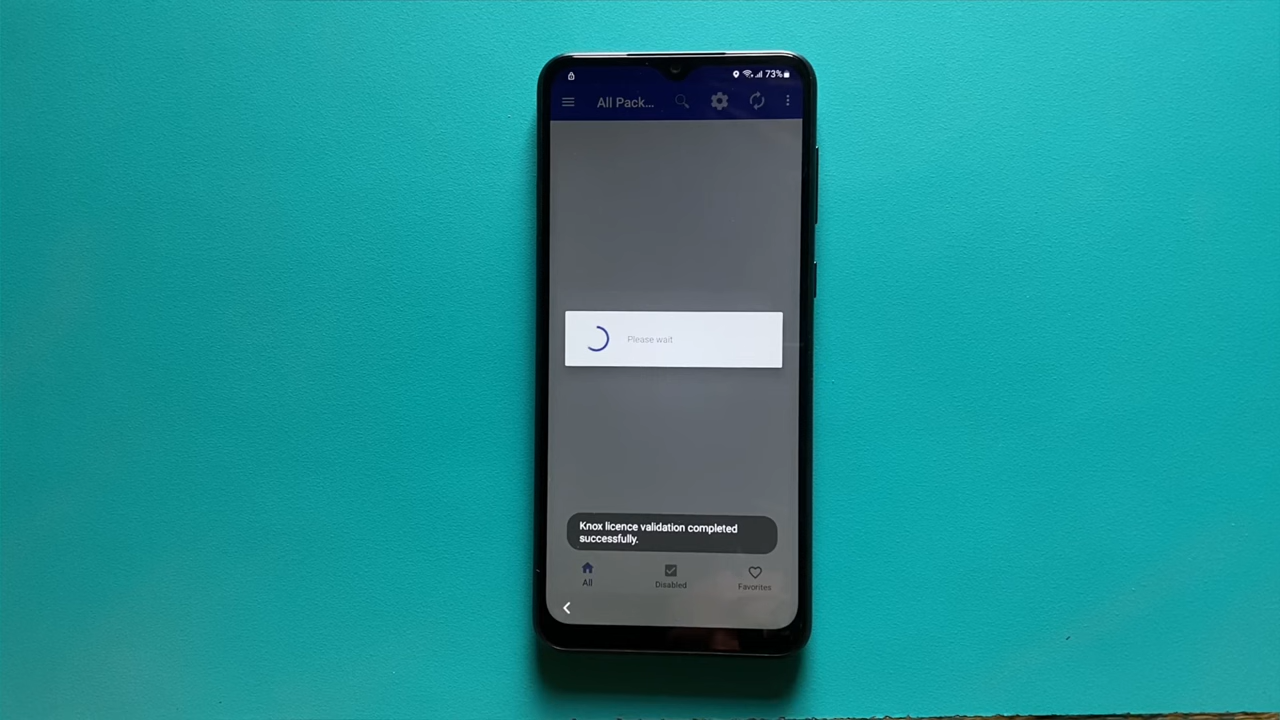 73%
All Pack...
Please wait
Knox licence validation completed
successfully.
All
Disabled
Favorites